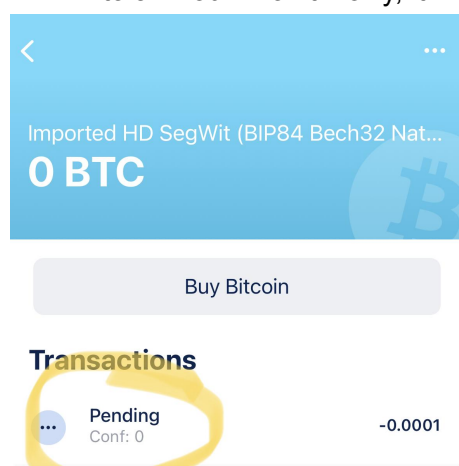 Imported HD SegWit (BIP84 Bech32 Nat...
0 BTC
Buy Bitcoin
Transactions
Pending
-0.0001
Conf: 0